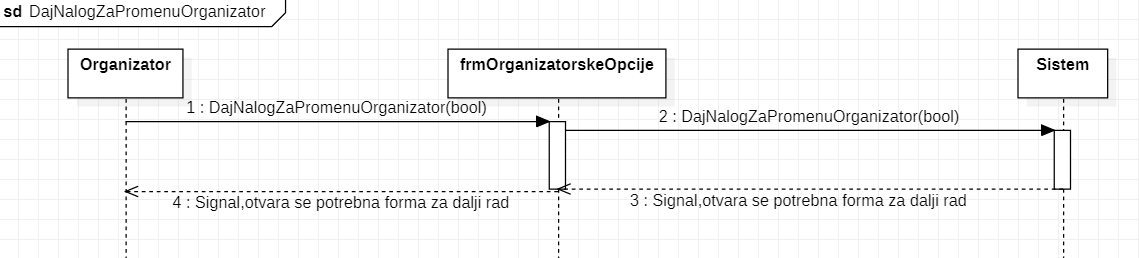 sd DajNalogZaPromenuOrganizator
Organizator
frmOrganizatorskeOpcije
Sistem
1 : DajNalogZaPromenuOrganizator(bool)
2 : DajNalogZaPromenuOrganizator(bool)
3 : Signal,otvara se potrebna forma za dalji rad
4 : Signal,otvara se potrebna forma za dalji rad